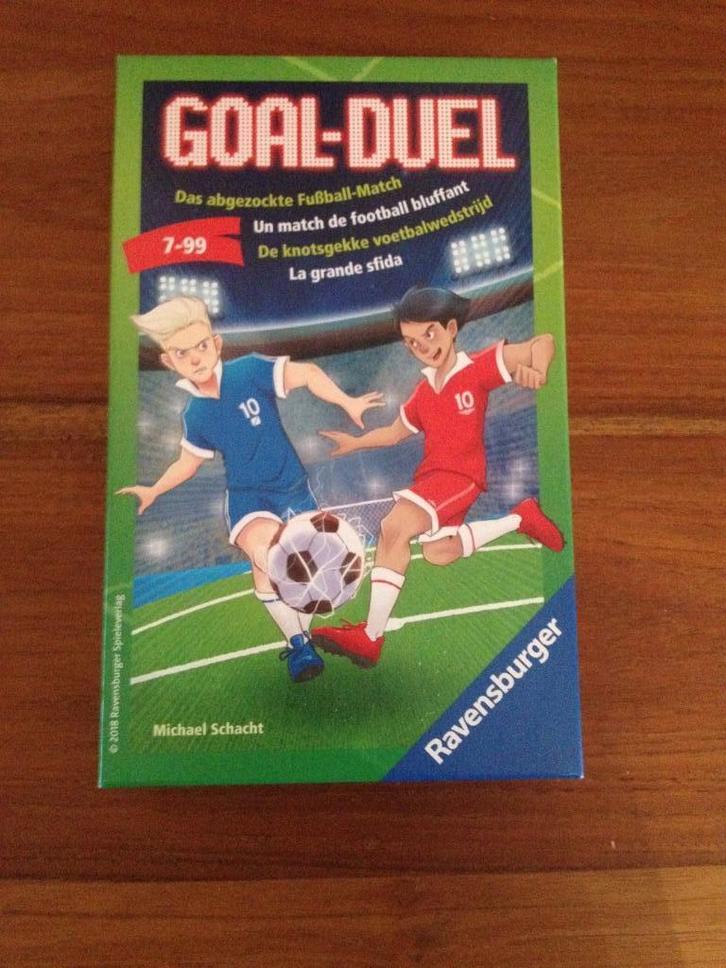 GOAL-DUEL
Das abgezockte Fußball-Match
Un match de football bluffant
De knotsgekke voetbalwedstrijd
La grande sfida
7-99
10
10
Michael Schacht
Ravensburger
© 2018 Ravensburger Spieleverlag